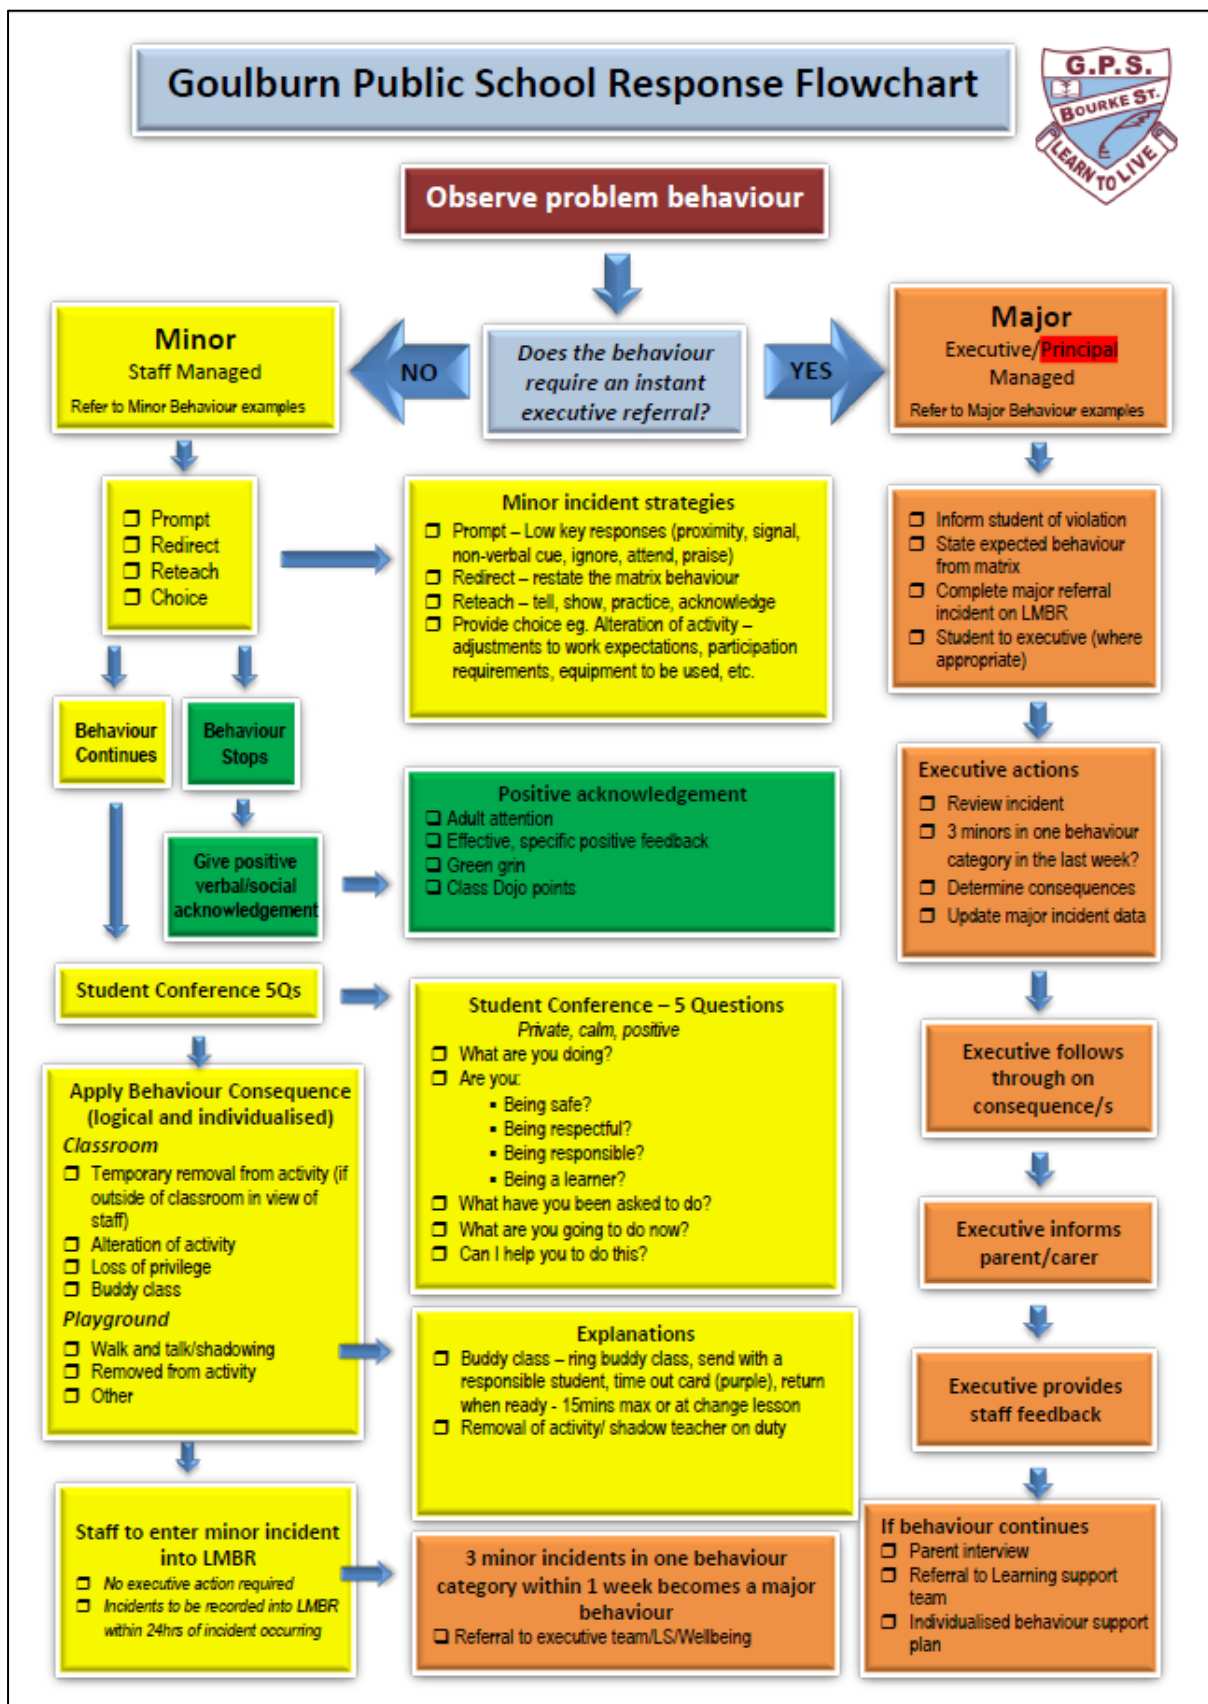 Goulburn Public School Response Flowchart
G.P.S.
BOURKE ST.
LEARN TO LIVE
Observe problem behaviour
Minor
Staff Managed
Refer to Minor Behaviour examples
NO
Does the behaviour
require an instant
executive referral?
YES
Major
Executive/Principal
Managed
Refer to Major Behaviour examples
❒ Prompt
❒ Redirect
❒ Reteach
❒ Choice
Minor incident strategies
❒ Prompt – Low key responses (proximity, signal,
non-verbal cue, ignore, attend, praise)
❒ Redirect – restate the matrix behaviour
❒ Reteach – tell, show, practice, acknowledge
❒ Provide choice eg. Alteration of activity –
adjustments to work expectations, participation
requirements, equipment to be used, etc.
❒ Inform student of violation
❒ State expected behaviour
from matrix
❒ Complete major referral
incident on LMBR
❒ Student to executive (where
appropriate)
Behaviour
Continues
Behaviour
Stops
Give positive
verbal/social
acknowledgement
Positive acknowledgement
❑ Adult attention
❑ Effective, specific positive feedback
❑ Green grin
❑ Class Dojo points
Executive actions
❒ Review incident
❒ 3 minors in one behaviour
category in the last week?
❒ Determine consequences
❒ Update major incident data
Student Conference 5Qs
Student Conference – 5 Questions
Private, calm, positive
❒ What are you doing?
❒ Are you:
▪ Being safe?
▪ Being respectful?
▪ Being responsible?
▪ Being a learner?
❒ What have you been asked to do?
❒ What are you going to do now?
❒ Can I help you to do this?
Executive follows
through on
consequence/s
Apply Behaviour Consequence
(logical and individualised)
Classroom
❒ Temporary removal from activity (if
outside of classroom in view of
staff)
❒ Alteration of activity
❒ Loss of privilege
❒ Buddy class
Playground
❒ Walk and talk/shadowing
❒ Removed from activity
❒ Other
Executive informs
parent/carer
Explanations
❒ Buddy class – ring buddy class, send with a
responsible student, time out card (purple), return
when ready - 15mins max or at change lesson
❒ Removal of activity/ shadow teacher on duty
Executive provides
staff feedback
Staff to enter minor incident
into LMBR
❒ No executive action required
❒ Incidents to be recorded into LMBR
within 24hrs of incident occurring
3 minor incidents in one behaviour
category within 1 week becomes a major
behaviour
❑ Referral to executive team/LS/Wellbeing
If behaviour continues
❒ Parent interview
❒ Referral to Learning support
team
❒ Individualised behaviour support
plan